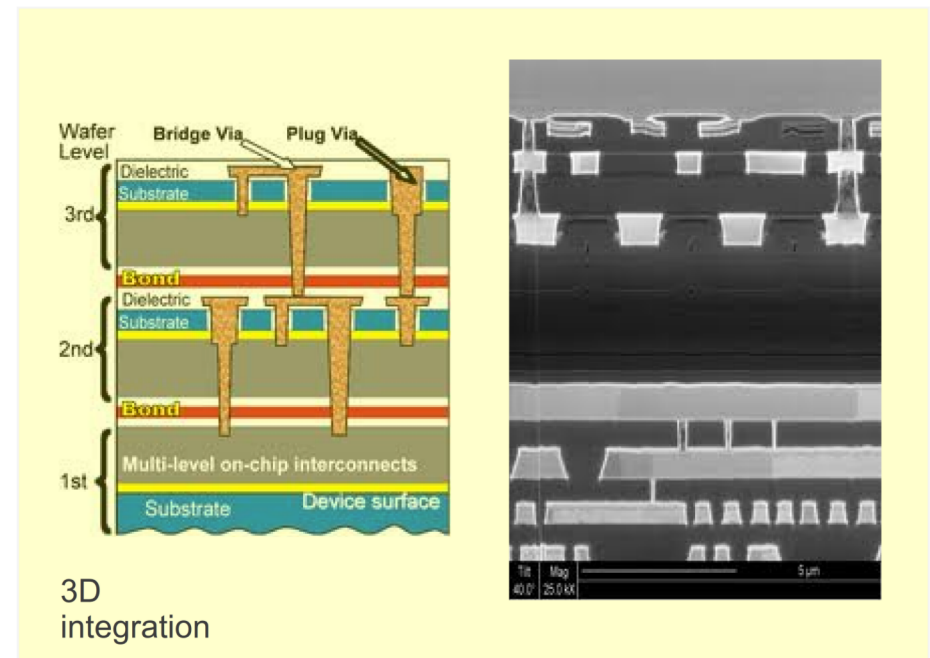 Wafer
Level
Bridge Via
Plug Via
Dielectric
Substrate
3rd
Bond
Dielectric
Substrate
2nd
Bond
Multi-level on-chip interconnects
1st
Device surface
Substrate
Tilt
Mag
5 µm
40.0°
25.0 kX
3D
integration